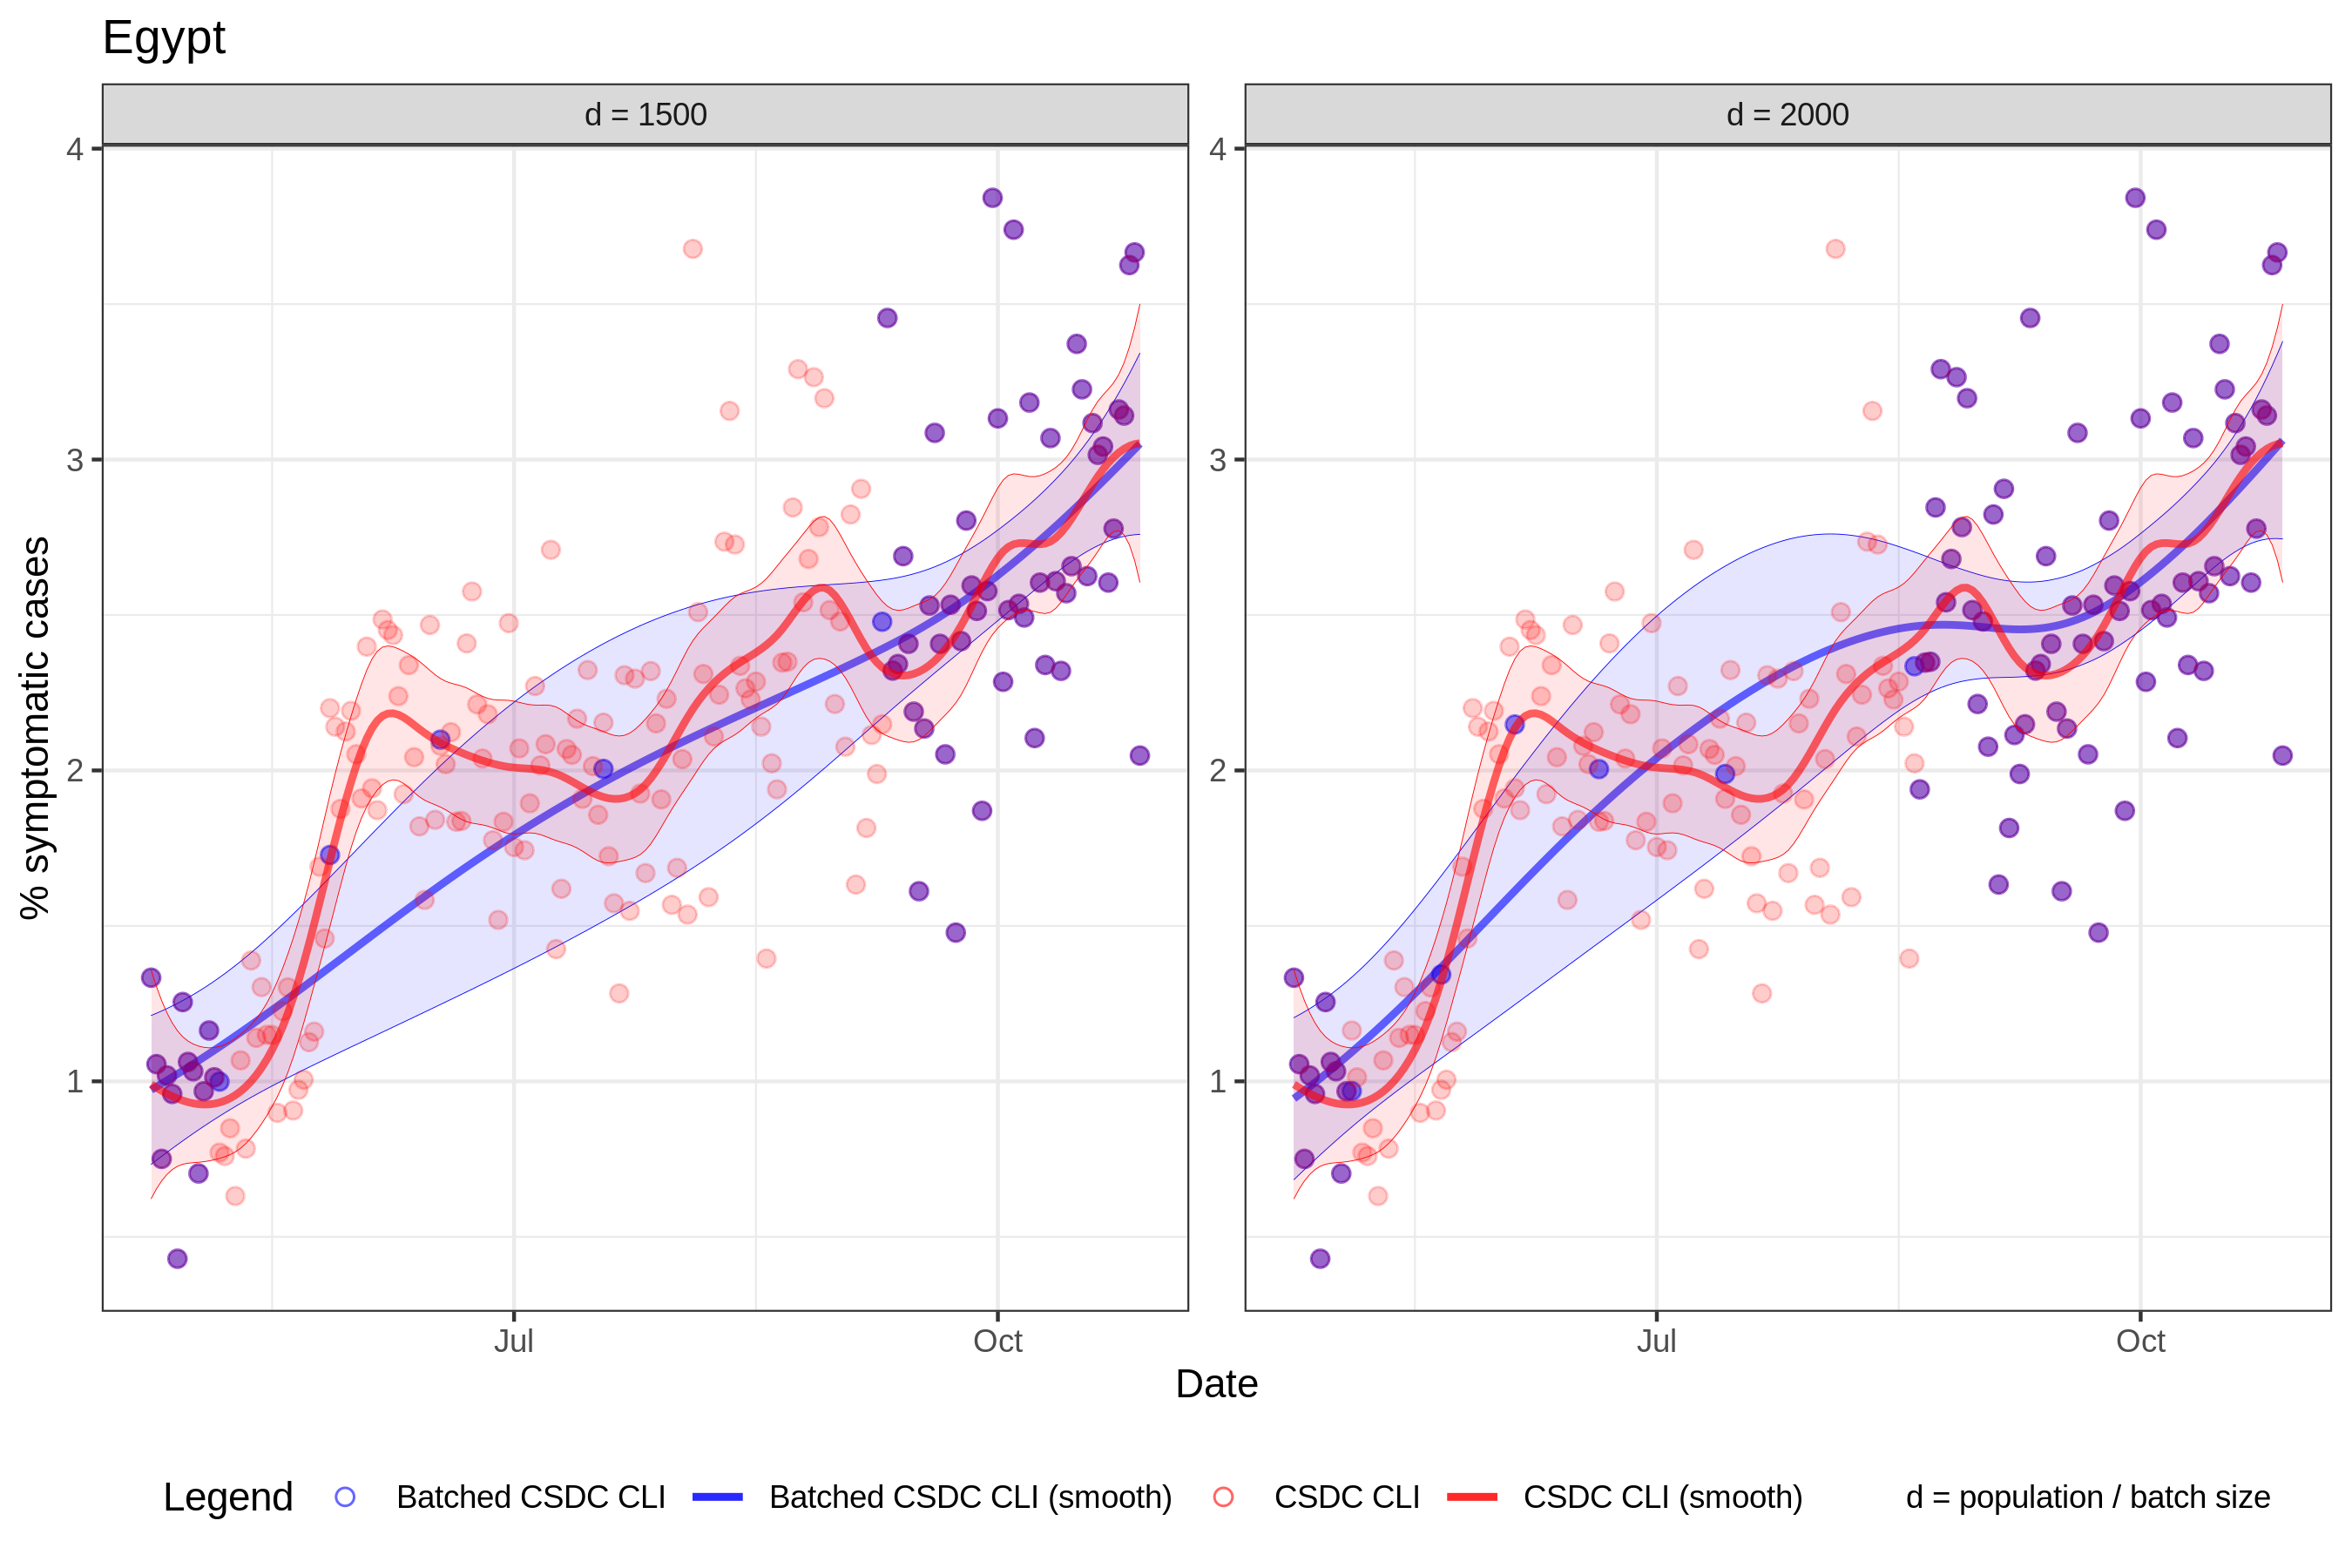 Egypt
d = 1500
d = 2000
4
3
2
1
4
3
2
1
% symptomatic cases
Jul
Oct
Jul
Oct
Date
Legend Batched CSDC CLI Batched CSDC CLI (smooth) CSDC CLI CSDC CLI (smooth) d = population / batch size